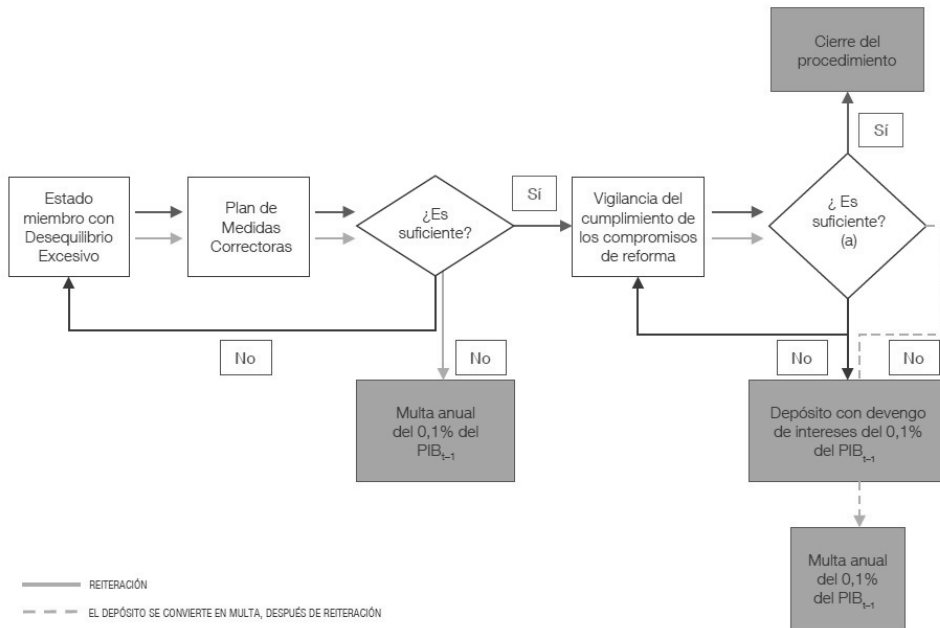 Cierre del
procedimiento
Sí
Estado
miembro con
Desequilibrio
Excesivo
Plan de
Medidas
Correctoras
¿Es
suficiente?
Sí
Vigilancia del
cumplimiento de
los compromisos
de reforma
¿ Es
suficiente?
(a)
No
No
No
No
Multa anual
del 0,1% del
PIBt–1
Depósito con devengo
de intereses del 0,1%
del PIBt–1
Multa anual
del 0,1%
del PIBt–1
REITERACIÓN
EL DEPÓSITO SE CONVIERTE EN MULTA, DESPUÉS DE REITERACIÓN